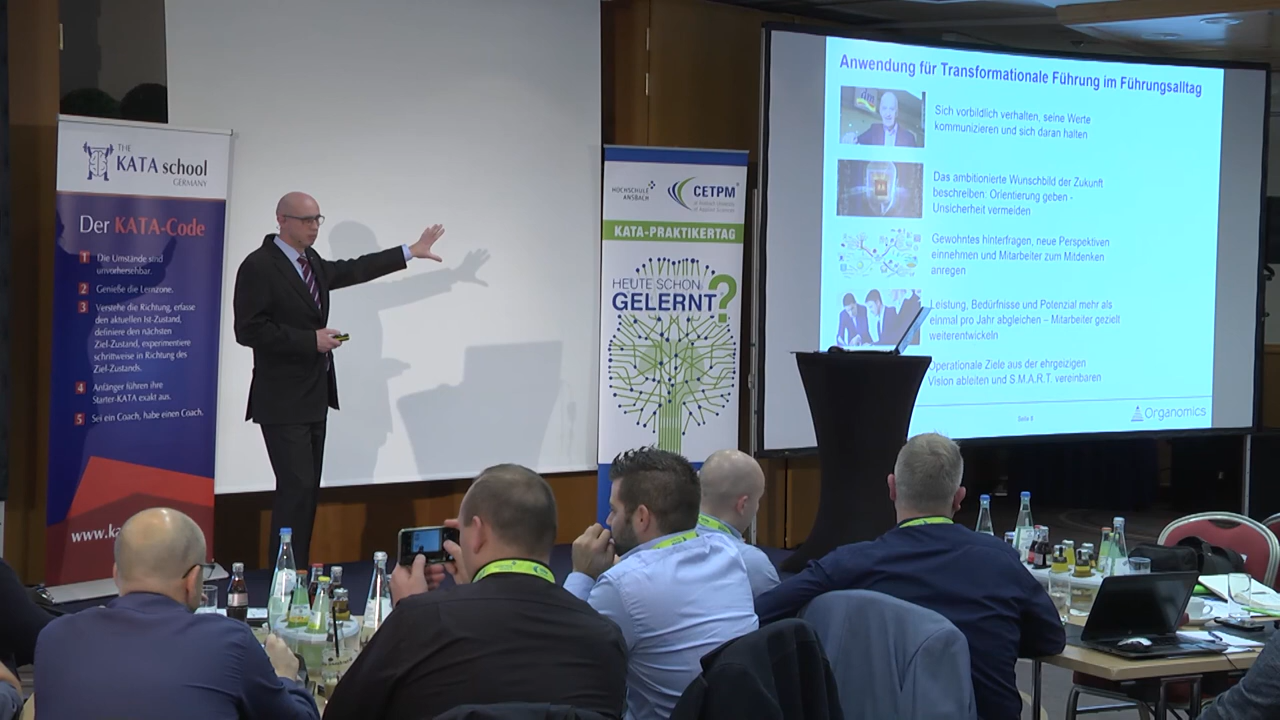 THE
KATA school
GERMANY
Der KATA-Code
1 Die Umstände sind
unvorhersehbar.
2 Genieße die Lernzone.
3 Verstehe die Richtung, erfasse
den aktuellen Ist-Zustand,
definiere den nächsten
Ziel-Zustand, experimentiere
schrittweise in Richtung des
Ziel-Zustands.
4 Anfänger führen ihre
Starter-KATA exakt aus.
5 Sei ein Coach, habe einen Coach.
www.ka
HOCHSCHULE
ANSBACH
CETPM
KATA-PRAKTIKERTAG
HEUTE SCHON
GELERNT?
Anwendung für Transformationale Führung im Führungsalltag
dm
Sich vorbildlich verhalten, seine Werte
kommunizieren und sich daran halten
Das ambitionierte Wunschbild der Zukunft
beschreiben: Orientierung geben -
Unsicherheit vermeiden
Gewohntes hinterfragen, neue Perspektiven
einnehmen und Mitarbeiter zum Mitdenken
anregen
Leistung, Bedürfnisse und Potenzial mehr als
einmal pro Jahr abgleichen – Mitarbeiter gezielt
weiterentwickeln
Operationale Ziele aus der ehrgeizigen
Vision ableiten und S.M.A.R.T. vereinbaren
Organomics